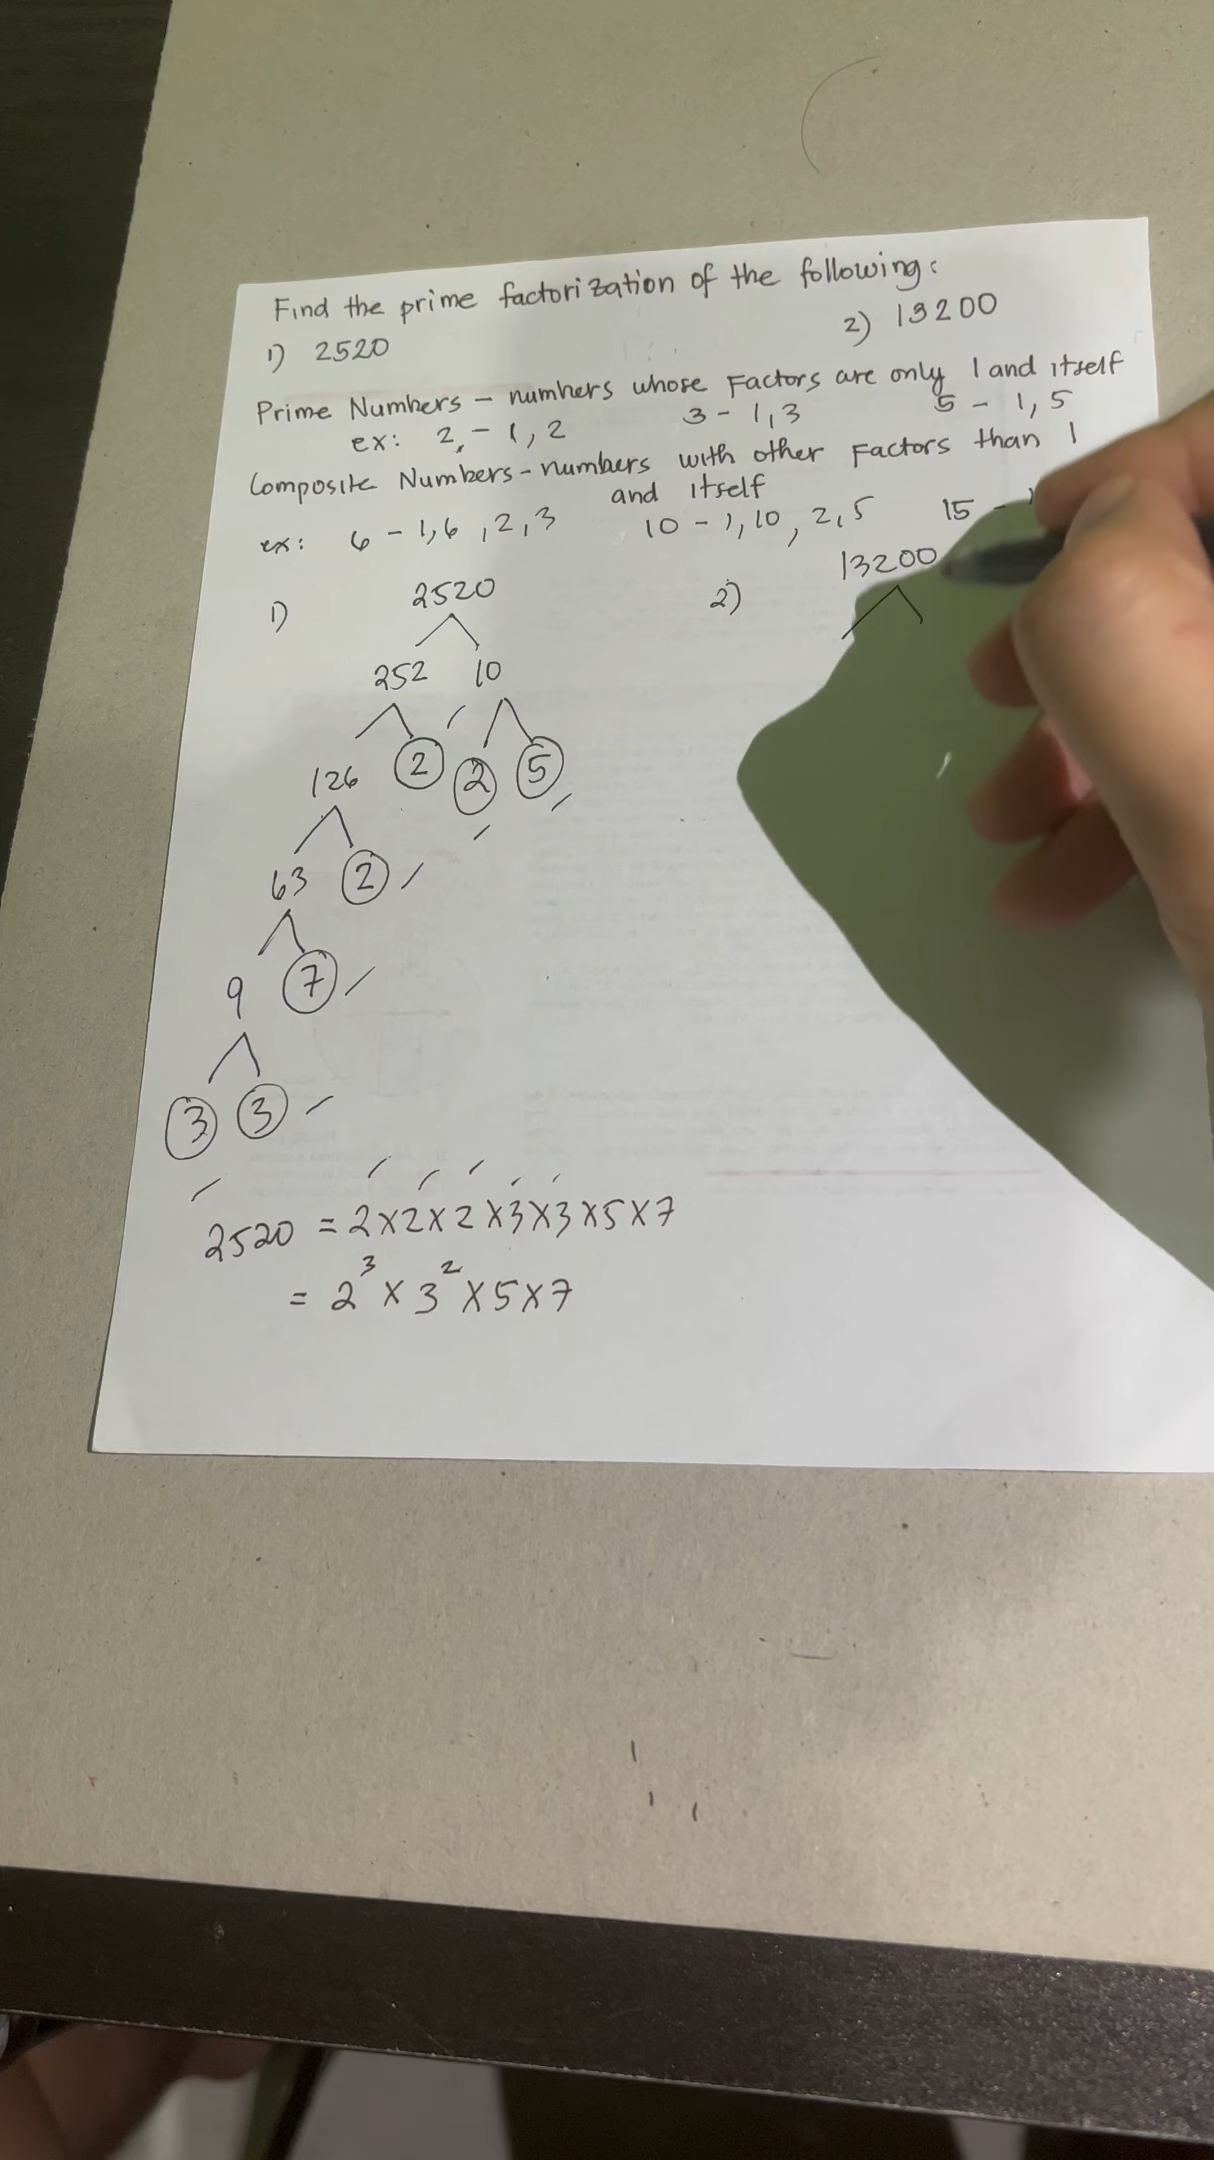 Find the prime factorization of the following:
1) 2520 2) 13200
Prime Numbers - numbers whose Factors are only 1 and itself
ex: 2 - 1, 2 3 - 1, 3 5 - 1, 5
Composite Numbers - numbers with other Factors than 1
and itself
ex: 6 - 1, 6, 2, 3 10 - 1, 10, 2, 5 15 -
1) 2520 2) 13200
252 10
126 2 2 5
63 2
9 7
3 3
2520 = 2 x 2 x 2 x 3 x 3 x 5 x 7
= 2³ x 3² x 5 x 7